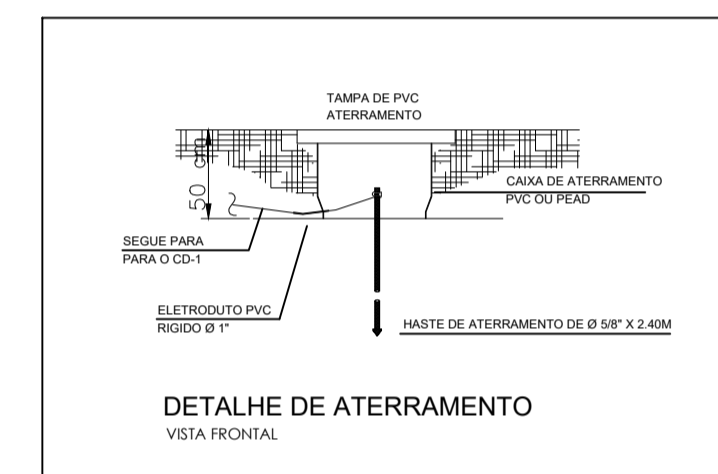 TAMPA DE PVC
ATERRAMENTO
50 cm
CAIXA DE ATERRAMENTO
PVC OU PEAD
SEGUE PARA
PARA O CD-1
ELETRODUTO PVC
RIGIDO Ø 1"
HASTE DE ATERRAMENTO DE Ø 5/8" X 2.40M
DETALHE DE ATERRAMENTO
VISTA FRONTAL